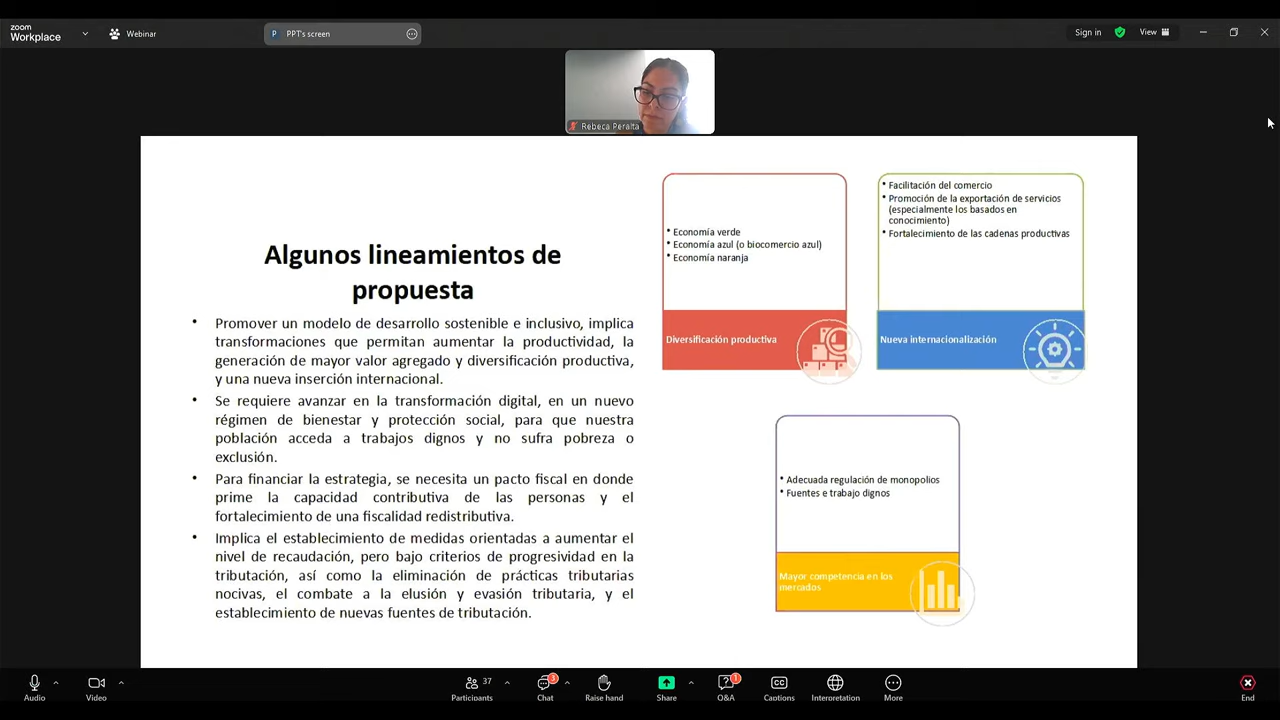 zoom
Workplace
Webinar
P PPT's screen
Sign in
View
Rebeca Peralta
Algunos lineamientos de
propuesta
• Promover un modelo de desarrollo sostenible e inclusivo, implica
transformaciones que permitan aumentar la productividad, la
generación de mayor valor agregado y diversificación productiva,
y una nueva inserción internacional.
• Se requiere avanzar en la transformación digital, en un nuevo
régimen de bienestar y protección social, para que nuestra
población acceda a trabajos dignos y no sufra pobreza o
exclusión.
• Para financiar la estrategia, se necesita un pacto fiscal en donde
prime la capacidad contributiva de las personas y el
fortalecimiento de una fiscalidad redistributiva.
• Implica el establecimiento de medidas orientadas a aumentar el
nivel de recaudación, pero bajo criterios de progresividad en la
tributación, así como la eliminación de prácticas tributarias
nocivas, el combate a la elusión y evasión tributaria, y el
establecimiento de nuevas fuentes de tributación.
• Economía verde
• Economía azul (o biocomercio azul)
• Economía naranja
Diversificación productiva
• Facilitación del comercio
• Promoción de la exportación de servicios
(especialmente los basados en
conocimiento)
• Fortalecimiento de las cadenas productivas
Nueva internacionalización
• Adecuada regulación de monopolios
• Fuentes e trabajo dignos
Mayor competencia en los
mercados
Audio
Video
Participants 37
Chat 3
Raise hand
Share
Q&A 1
CC
Captions
Interpretation
More
End